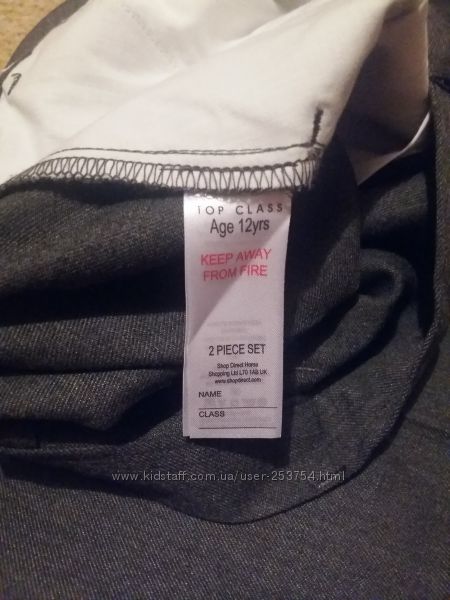 TOP CLASS
Age 12yrs
KEEP AWAY
FROM FIRE
2 PIECE SET
Shop Direct Home
Shopping Ltd L70 1AB UK
www.shopdirect.com
NAME
CLASS
www.kidstaff.com.ua/user-253754.html